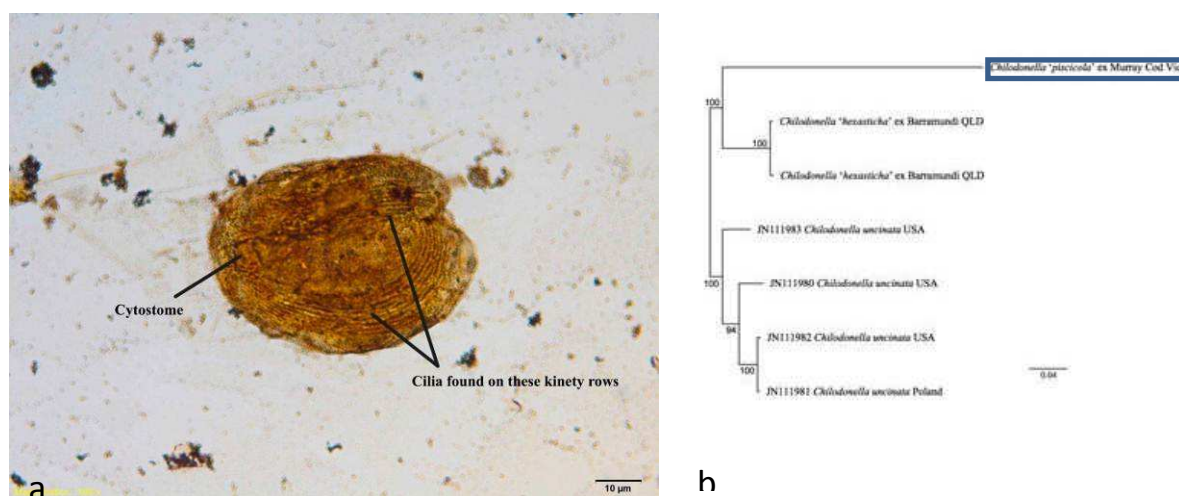 Cytostome
Cilia found on these kinety rows
10 µm
a
Chilodonella 'piscicola' ex Murray Cod Vic
100
Chilodonella 'hexasticha' ex Barramundi QLD
100
Chilodonella 'hexasticha' ex Barramundi QLD
JN111983 Chilodonella uncinata USA
100
JN111980 Chilodonella uncinata USA
94
JN111982 Chilodonella uncinata USA
100
JN111981 Chilodonella uncinata Poland
0.04
b